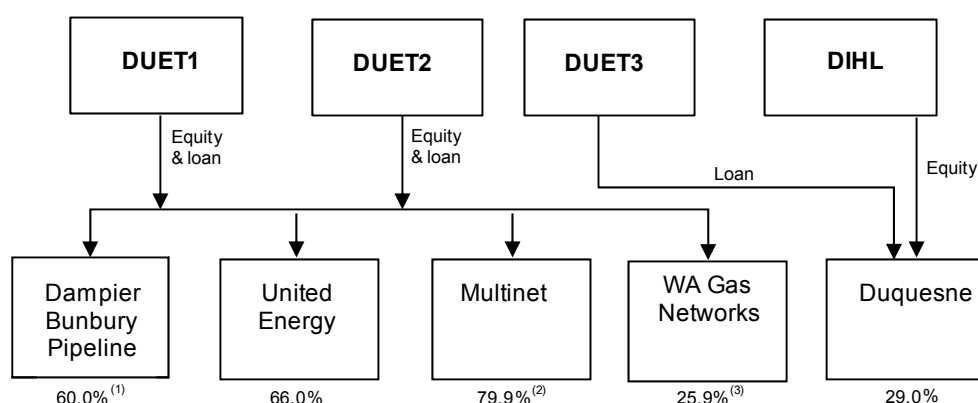 DUET1
DUET2
DUET3
DIHL
Equity
& loan
Equity
& loan
Loan
Equity
Dampier
Bunbury
Pipeline
United
Energy
Multinet
WA Gas
Networks
Duquesne
60.0%(1)
66.0%
79.9%(2)
25.9%(3)
29.0%